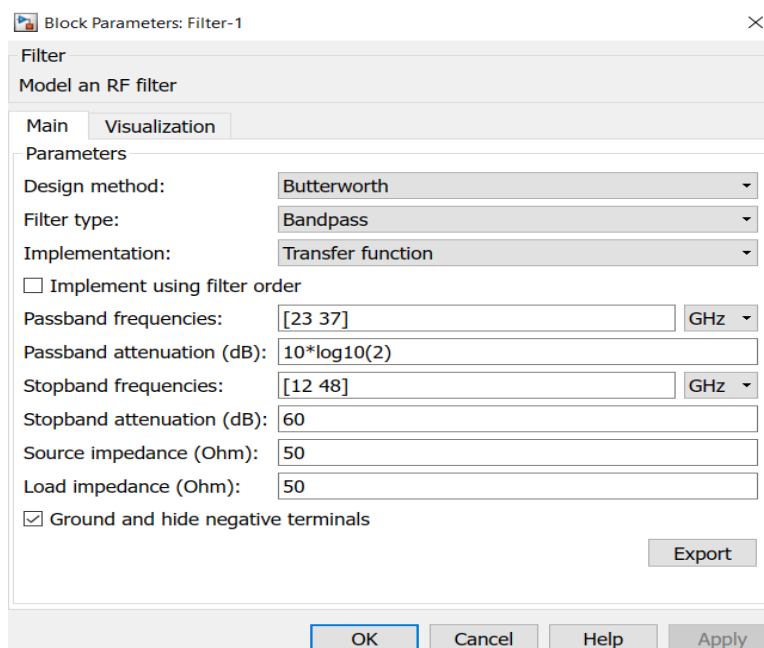 Block Parameters: Filter-1
Filter
Model an RF filter
Main Visualization
Parameters
Design method: Butterworth
Filter type: Bandpass
Implementation: Transfer function
Implement using filter order
Passband frequencies: [23 37] GHz
Passband attenuation (dB): 10*log10(2)
Stopband frequencies: [12 48] GHz
Stopband attenuation (dB): 60
Source impedance (Ohm): 50
Load impedance (Ohm): 50
Ground and hide negative terminals
Export
OK Cancel Help Apply